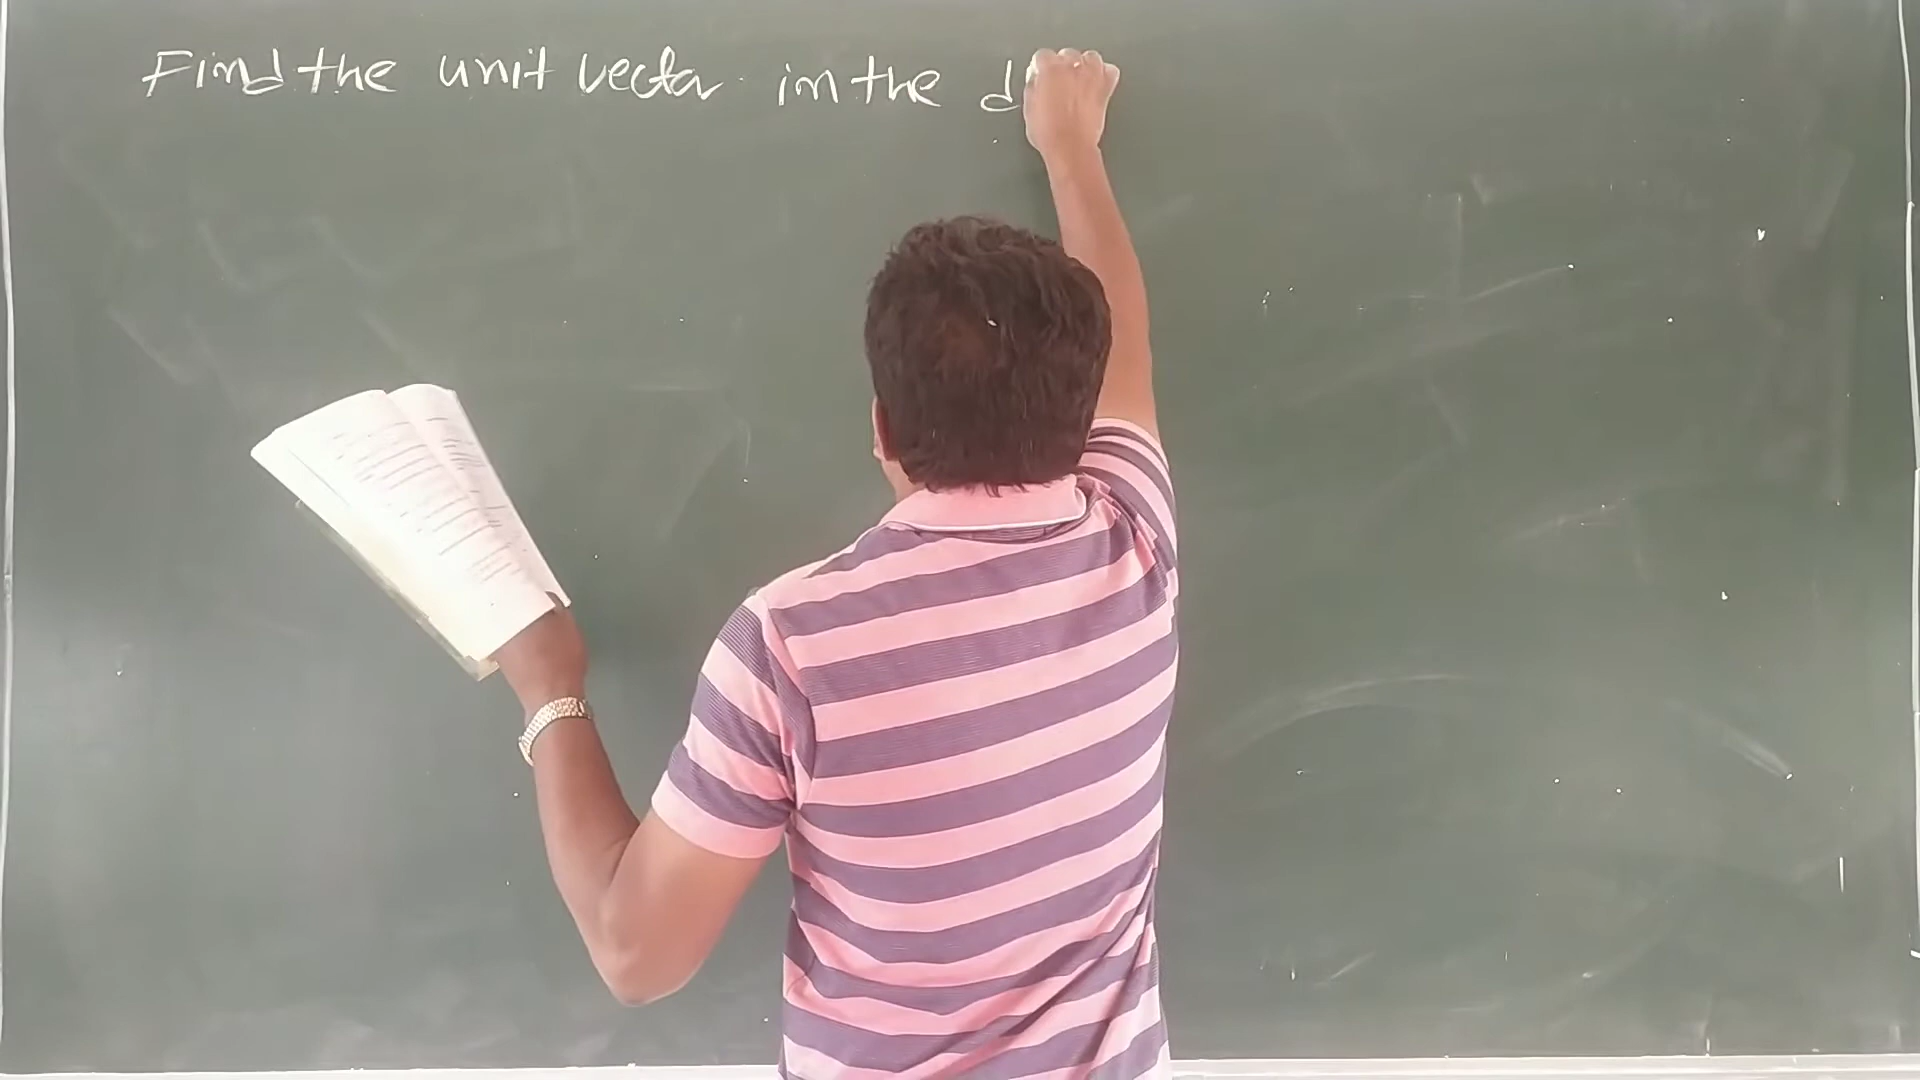 Find the unit vector in the